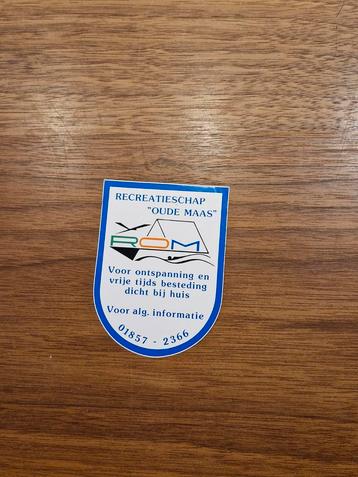 RECREATIESCHAP
"OUDE MAAS"
ROM
Voor ontspanning en
vrije tijds besteding
dicht bij huis
Voor alg. informatie
01857 - 2366